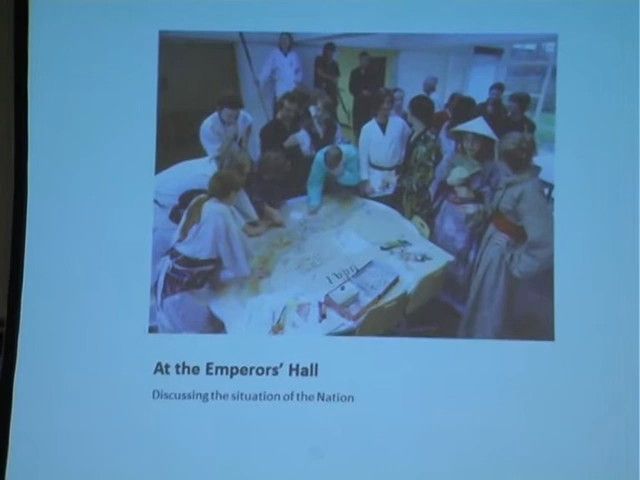 At the Emperors' Hall
Discussing the situation of the Nation